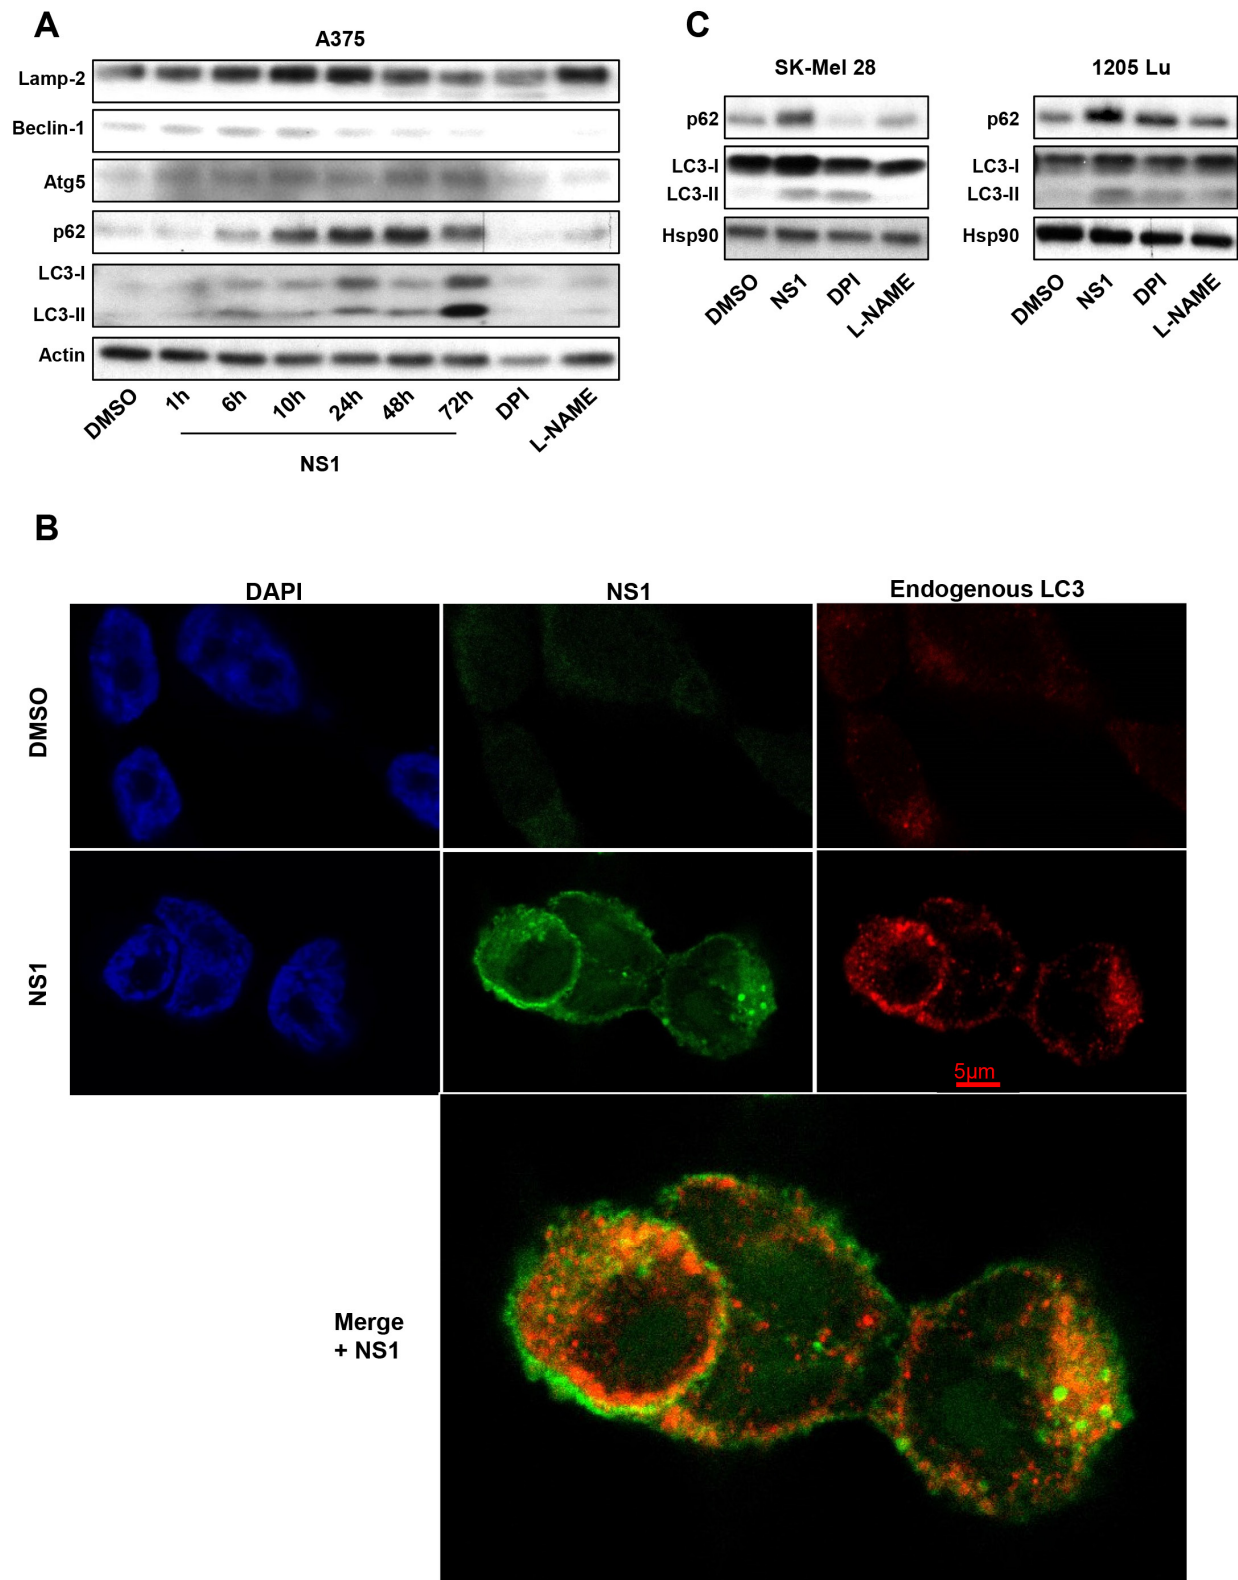 A
A375
Lamp-2
Beclin-1
Atg5
p62
LC3-I
LC3-II
Actin
DMSO 1h 6h 10h 24h 48h 72h DPI L-NAME
NS1
C
SK-Mel 28
p62
LC3-I
LC3-II
Hsp90
DMSO NS1 DPI L-NAME
1205 Lu
p62
LC3-I
LC3-II
Hsp90
DMSO NS1 DPI L-NAME
B
DAPI NS1 Endogenous LC3
DMSO
NS1
5µm
Merge
+ NS1